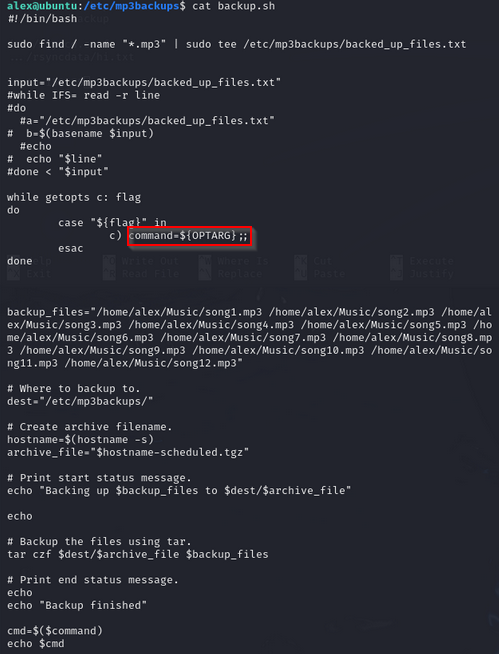 alex@ubuntu:/etc/mp3backups$ cat backup.sh
#!/bin/bash
sudo find / -name "*.mp3" | sudo tee /etc/mp3backups/backed_up_files.txt
input="/etc/mp3backups/backed_up_files.txt"
#while IFS= read -r line
#do
  #a="/etc/mp3backups/backed_up_files.txt"
#  b=$(basename $input)
  #echo
#  echo "$line"
#done < "$input"
while getopts c: flag
do
        case "${flag}" in
                c) command=${OPTARG};;
        esac
done
backup_files="/home/alex/Music/song1.mp3 /home/alex/Music/song2.mp3 /home/al
ex/Music/song3.mp3 /home/alex/Music/song4.mp3 /home/alex/Music/song5.mp3 /ho
me/alex/Music/song6.mp3 /home/alex/Music/song7.mp3 /home/alex/Music/song8.mp
3 /home/alex/Music/song9.mp3 /home/alex/Music/song10.mp3 /home/alex/Music/so
ng11.mp3 /home/alex/Music/song12.mp3"
# Where to backup to.
dest="/etc/mp3backups/"
# Create archive filename.
hostname=$(hostname -s)
archive_file="$hostname-scheduled.tgz"
# Print start status message.
echo "Backing up $backup_files to $dest/$archive_file"
echo
# Backup the files using tar.
tar czf $dest/$archive_file $backup_files
# Print end status message.
echo
echo "Backup finished"
cmd=$($command)
echo $cmd